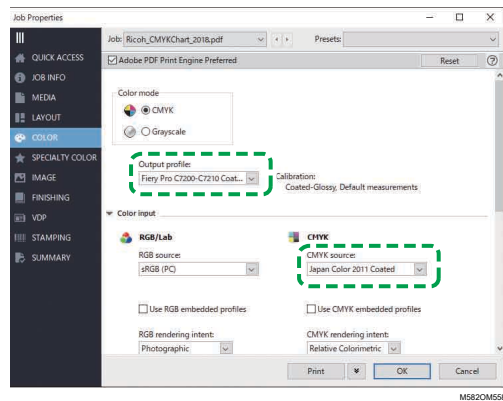 Job Properties
Job: Ricoh_CMYKChart_2018.pdf Presets:
QUICK ACCESS
JOB INFO
MEDIA
LAYOUT
COLOR
SPECIALTY COLOR
IMAGE
FINISHING
VDP
STAMPING
SUMMARY
Adobe PDF Print Engine Preferred Reset
Color mode
CMYK
Grayscale
Output profile:
Fiery Pro C7200-C7210 Coat...
Calibration:
Coated-Glossy, Default measurements
Color input
RGB/Lab
RGB source:
sRGB (PC)
Use RGB embedded profiles
RGB rendering intent:
Photographic
CMYK
CMYK source:
Japan Color 2011 Coated
Use CMYK embedded profiles
CMYK rendering intent:
Relative Colorimetric
Print OK Cancel